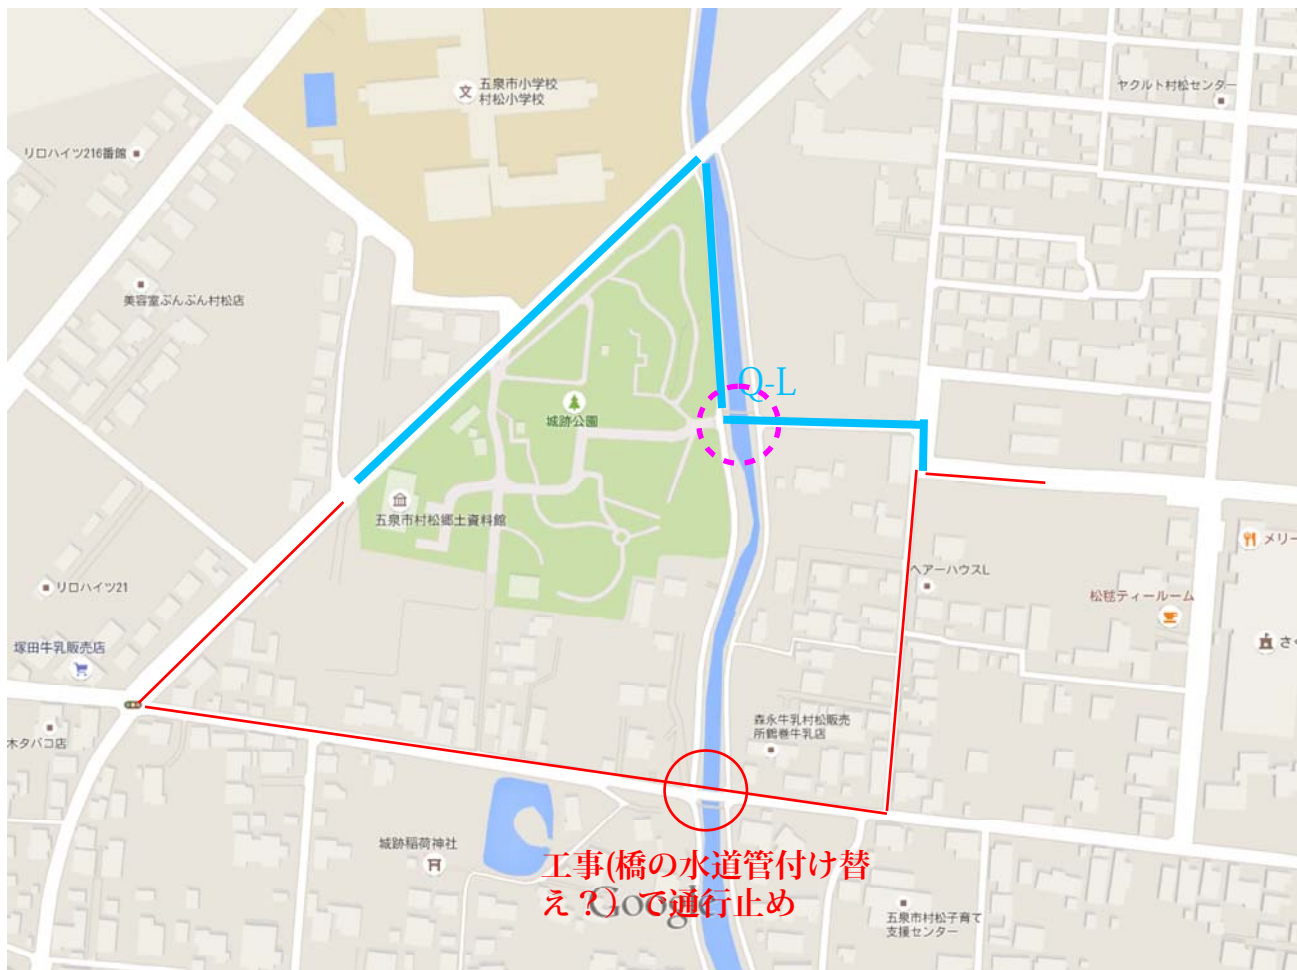 五泉市小学校
村松小学校
ヤクルト村松センター
リロハイツ216番館
美容室ぶんぶん村松店
Q-L
城跡公園
五泉市村松郷土資料館
メリー
ヘアーハウスL
リロハイツ21
松毬ティールーム
塚田牛乳販売店
さく
森永牛乳村松販売
所鶴巻牛乳店
木タバコ店
城跡稲荷神社
工事(橋の水道管付け替
え？）で通行止め
Google
五泉市村松子育て
支援センター